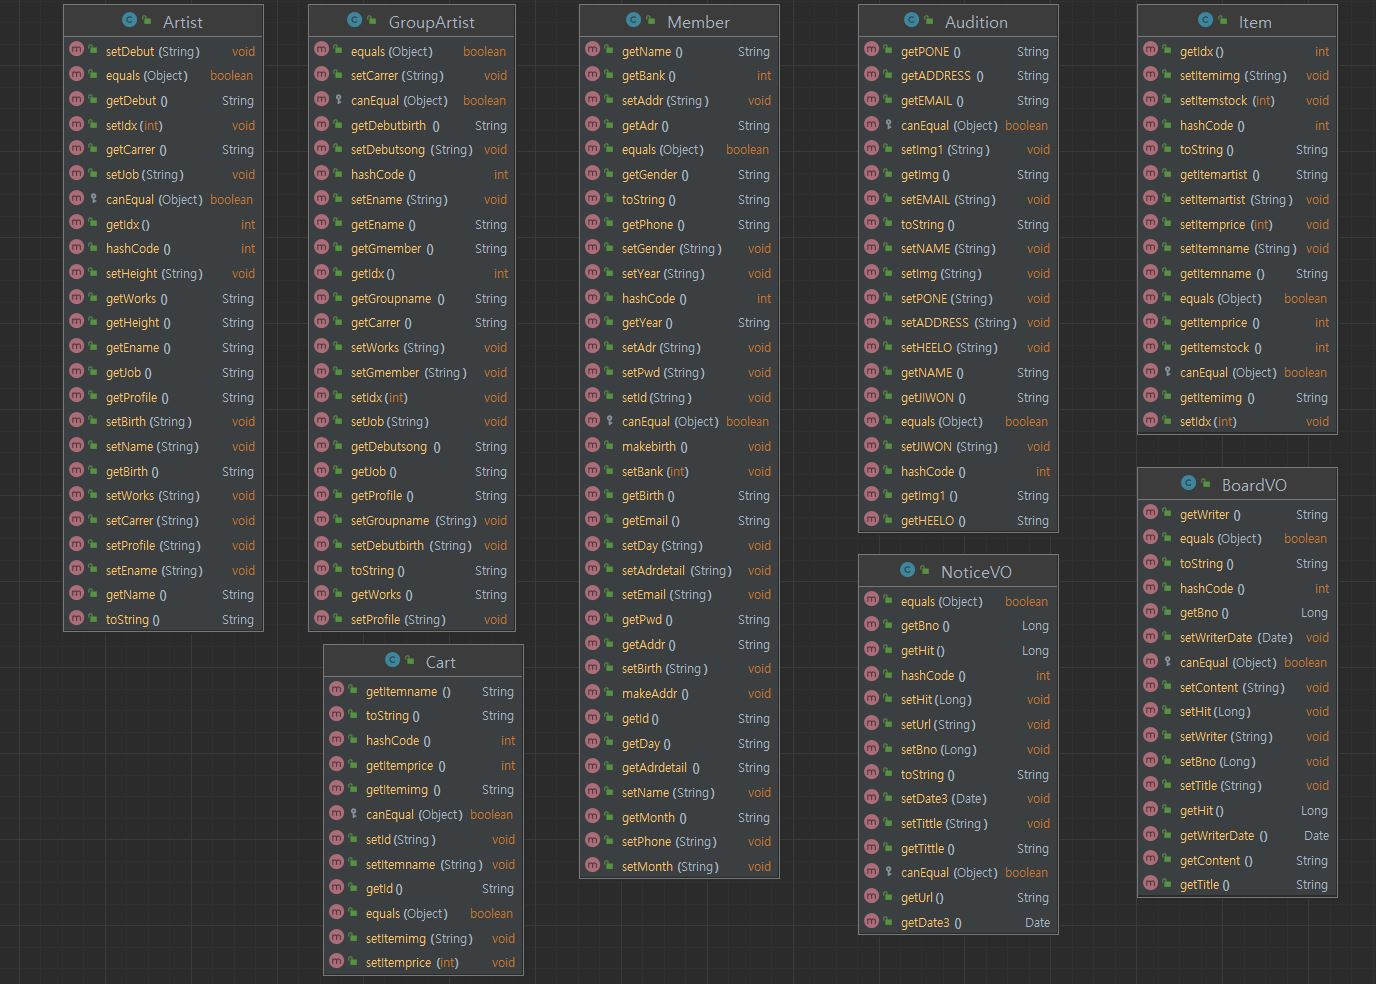 Artist
setDebut (String) void
equals (Object) boolean
getDebut () String
setIdx (int) void
getCarrer () String
setJob (String) void
canEqual (Object) boolean
getIdx () int
hashCode () int
setHeight (String) void
getWorks () String
getHeight () String
getEname () String
getJob () String
getProfile () String
setBirth (String) void
setName (String) void
getBirth () String
setWorks (String) void
setCarrer (String) void
setProfile (String) void
setEname (String) void
getName () String
toString () String
GroupArtist
equals (Object) boolean
setCarrer (String) void
canEqual (Object) boolean
getDebutbirth () String
setDebutsong (String) void
hashCode () int
setEname (String) void
getEname () String
getGmember () String
getIdx () int
getGroupname () String
getCarrer () String
setWorks (String) void
setGmember (String) void
setIdx (int) void
setJob (String) void
getDebutsong () String
getJob () String
getProfile () String
setGroupname (String) void
setDebutbirth (String) void
toString () String
getWorks () String
setProfile (String) void
Cart
getItemname () String
toString () String
hashCode () int
getItemprice () int
getItemimg () String
canEqual (Object) boolean
setId (String) void
setItemname (String) void
getId () String
equals (Object) boolean
setItemimg (String) void
setItemprice (int) void
Member
getName () String
getBank () int
setAddr (String) void
getAdr () String
equals (Object) boolean
getGender () String
toString () String
getPhone () String
setGender (String) void
setYear (String) void
hashCode () int
getYear () String
setAdr (String) void
setPwd (String) void
setId (String) void
canEqual (Object) boolean
makebirth () void
setBank (int) void
getBirth () String
getEmail () String
setDay (String) void
setAdrdetail (String) void
setEmail (String) void
getPwd () String
getAddr () String
setBirth (String) void
makeAddr () void
getId () String
getDay () String
getAdrdetail () String
setName (String) void
getMonth () String
setPhone (String) void
setMonth (String) void
Audition
getPONE () String
getADDRESS () String
getEMAIL () String
canEqual (Object) boolean
setImg1 (String) void
getImg () String
setEMAIL (String) void
toString () String
setNAME (String) void
setImg (String) void
setPONE (String) void
setADDRESS (String) void
setHEELO (String) void
getNAME () String
getJIWON () String
equals (Object) boolean
setJIWON (String) void
hashCode () int
getImg1 () String
getHEELO () String
NoticeVO
equals (Object) boolean
getBno () Long
getHit () Long
hashCode () int
setHit (Long) void
setUrl (String) void
setBno (Long) void
toString () String
setDate3 (Date) void
setTittle (String) void
getTittle () String
canEqual (Object) boolean
getUrl () String
getDate3 () Date
Item
getIdx () int
setItemimg (String) void
setItemstock (int) void
hashCode () int
toString () String
getItemartist () String
setItemartist (String) void
setItemprice (int) void
setItemname (String) void
getItemname () String
equals (Object) boolean
getItemprice () int
getItemstock () int
canEqual (Object) boolean
getItemimg () String
setIdx (int) void
BoardVO
getWriter () String
equals (Object) boolean
toString () String
hashCode () int
getBno () Long
setWriterDate (Date) void
canEqual (Object) boolean
setContent (String) void
setHit (Long) void
setWriter (String) void
setBno (Long) void
setTitle (String) void
getHit () Long
getWriterDate () Date
getContent () String
getTitle () String